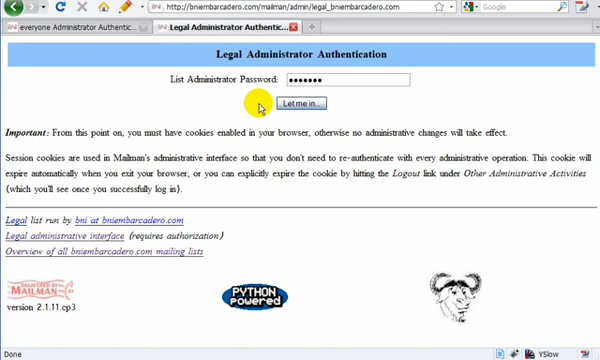 http://bniembarcadero.com/mailman/admin/legal_bniembarcadero.com
Google
BNI everyone Administrator Authentic...
BNI Legal Administrator Authentic...
Legal Administrator Authentication
List Administrator Password: •••••••
Let me in...
Important: From this point on, you must have cookies enabled in your browser, otherwise no administrative changes will take effect.
Session cookies are used in Mailman's administrative interface so that you don't need to re-authenticate with every administrative operation. This cookie
will expire automatically when you exit your browser, or you can explicitly expire the cookie by hitting the Logout link under Other Administrative Activities
(which you'll see once you successfully log in).
Legal list run by bni at bniembarcadero.com
Legal administrative interface (requires authorization)
Overview of all bniembarcadero.com mailing lists
DELIVERED BY
MAILMAN
version 2.1.11.cp3
PYTHON
Powered
Done
YSlow